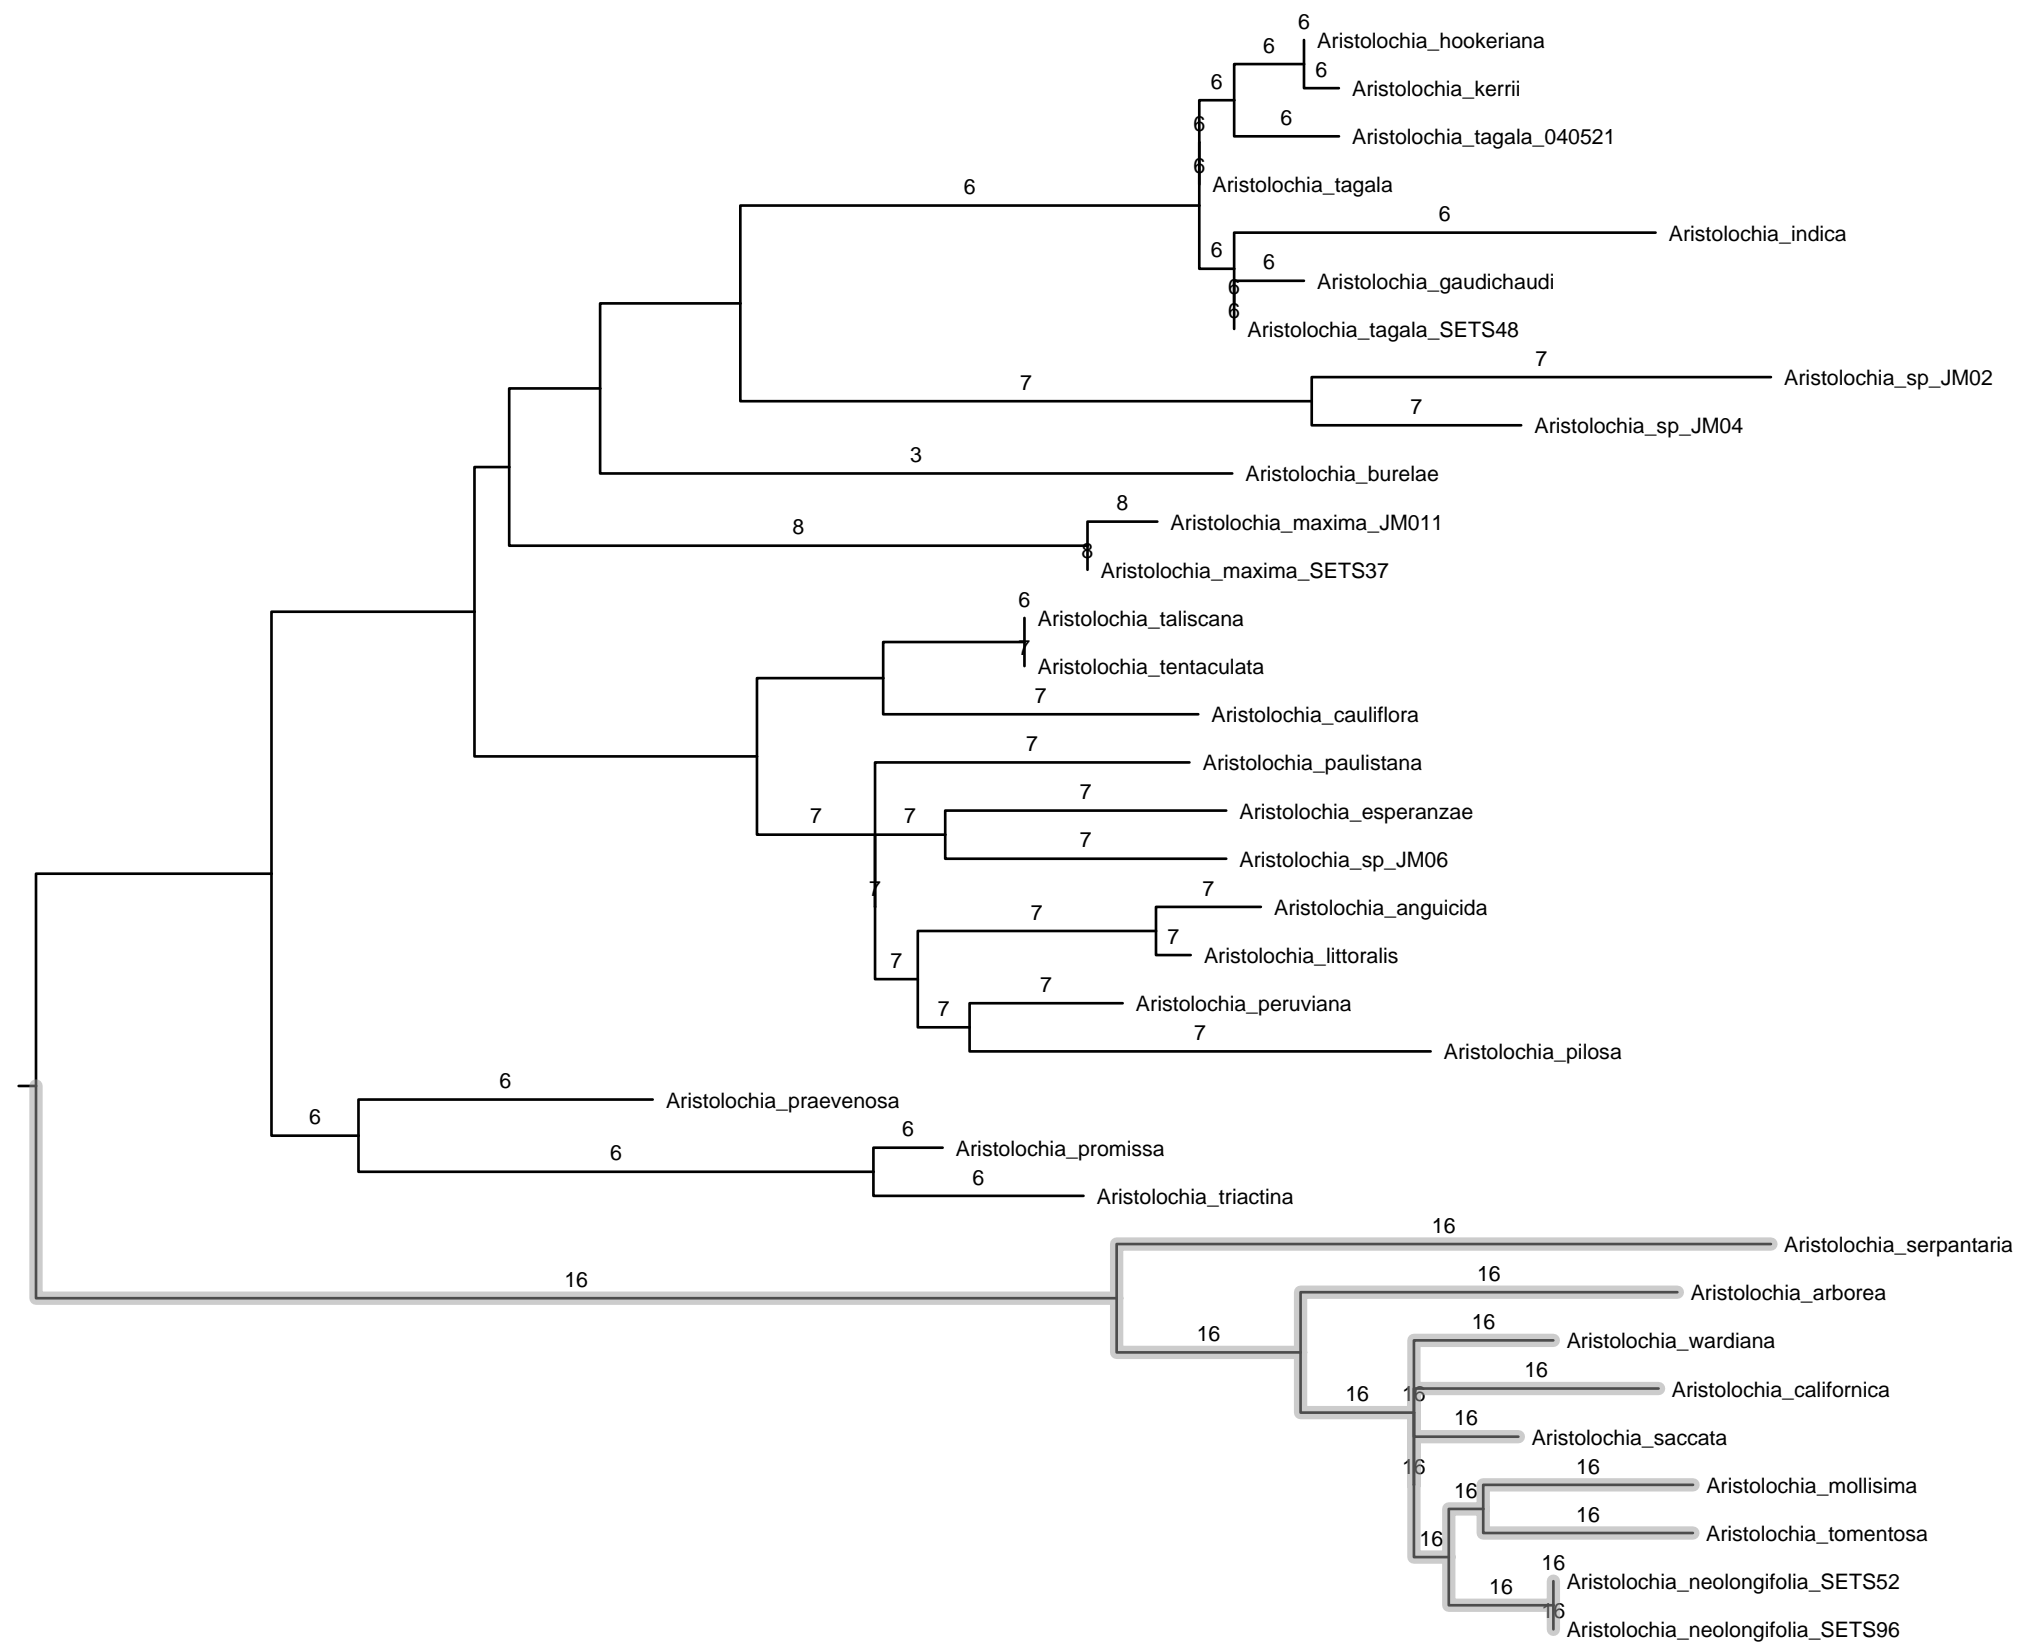 6
6 Aristolochia_hookeriana
6
6 Aristolochia_kerrii
6
6 Aristolochia_tagala_040521
6
6 Aristolochia_tagala
6
6 Aristolochia_indica
6 6
Aristolochia_gaudichaudi
6
6
Aristolochia_tagala_SETS48
7
7 Aristolochia_sp_JM02
7
Aristolochia_sp_JM04
3
Aristolochia_burelae
8
8 Aristolochia_maxima_JM011
8
Aristolochia_maxima_SETS37
6
Aristolochia_taliscana
7
Aristolochia_tentaculata
7
Aristolochia_cauliflora
7
Aristolochia_paulistana
7
7 7 Aristolochia_esperanzae
7
Aristolochia_sp_JM06
7 7
7 Aristolochia_anguicida
7
Aristolochia_littoralis
7
7
7 Aristolochia_peruviana
7
Aristolochia_pilosa
6
Aristolochia_praevenosa
6
6
Aristolochia_promissa
6
6
Aristolochia_triactina
16
Aristolochia_serpantaria
16
16 Aristolochia_arborea
16
16 Aristolochia_wardiana
16
16 16 Aristolochia_californica
16
Aristolochia_saccata
16
16
16 Aristolochia_mollisima
16
Aristolochia_tomentosa
16
16
Aristolochia_neolongifolia_SETS52
16
16
Aristolochia_neolongifolia_SETS96